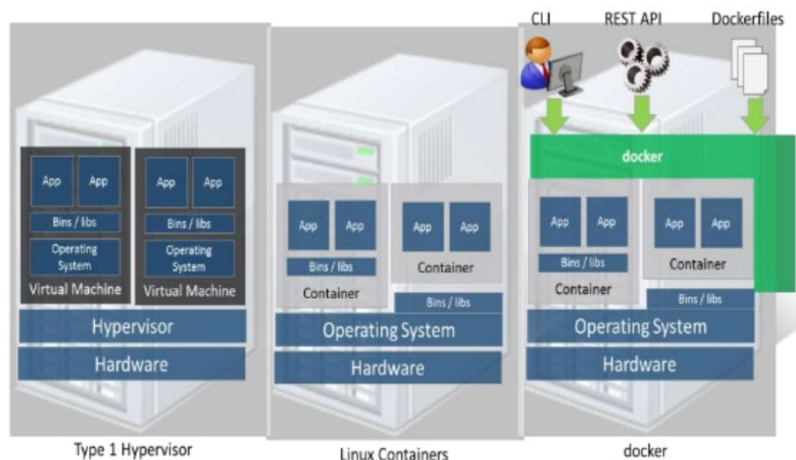 CLI REST API Dockerfiles
docker
App App App App
Bins / libs Bins / libs
Operating System Operating System
Virtual Machine Virtual Machine
Hypervisor
Hardware
Type 1 Hypervisor
App App App App
Bins / libs Container
Container Bins / libs
Operating System
Hardware
Linux Containers
App App App App
Bins / libs Container
Container Bins / libs
Operating System
Hardware
docker